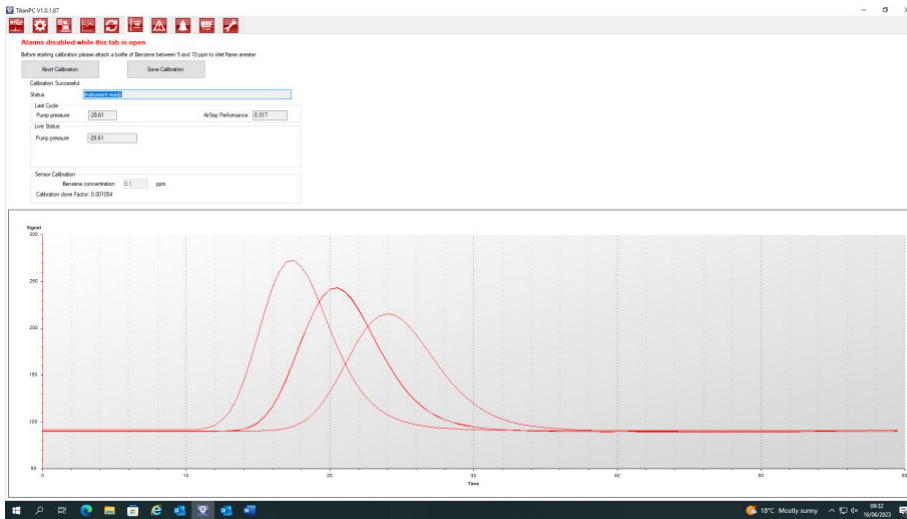 TitanPC V1.0.1.87
Alarms disabled while this tab is open
Before starting calibration please attach a bottle of Benzene between 5 and 10 ppm to inlet flame arrester
Abort Calibration Save Calibration
Calibration Successful
Status Instrument ready
Last Cycle
Pump pressure -29.61 AirSep Performance 0.317
Live Status
Pump pressure -29.61
Sensor Calibration
Benzene concentration 5.1 ppm
Calibration done Factor: 0.001054
Signal
300
250
200
150
100
50
0 10 20 30 40 50 60
Time
18°C Mostly sunny
09:32
16/06/2023